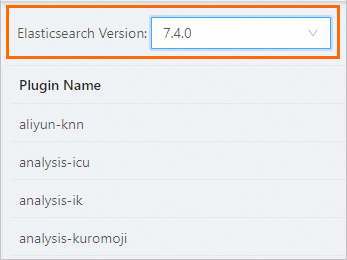 Elasticsearch Version: 7.4.0
Plugin Name
aliyun-knn
analysis-icu
analysis-ik
analysis-kuromoji